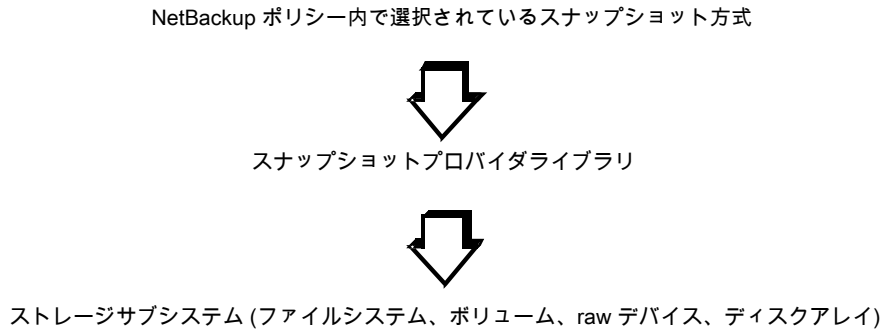 NetBackup ポリシー内で選択されているスナップショット方式
スナップショットプロバイダライブラリ
ストレージサブシステム (ファイルシステム、ボリューム、raw デバイス、ディスクアレイ)